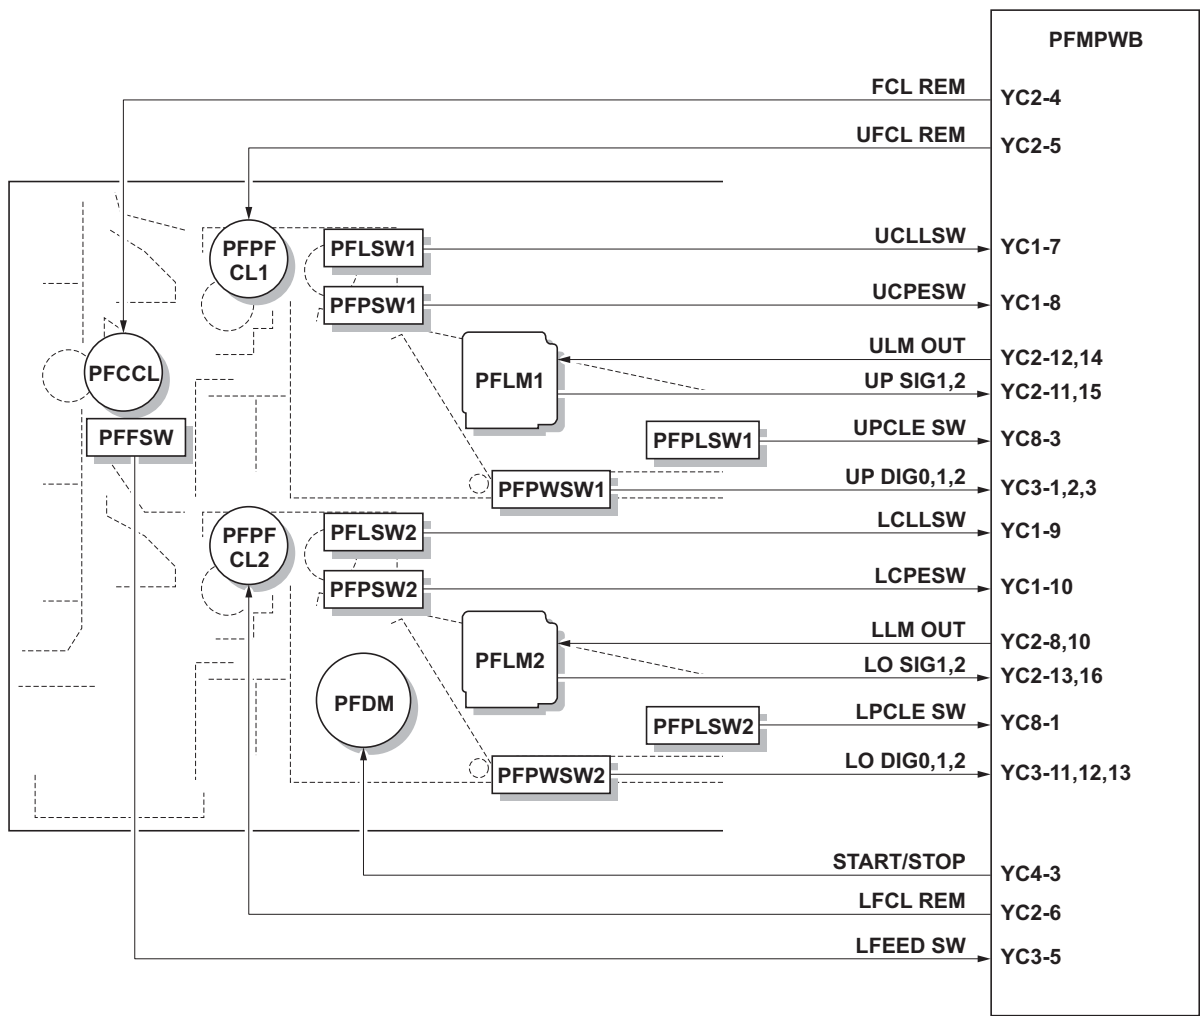 PFMPWB
FCL REM YC2-4
UFCL REM YC2-5
PFPF
CL1
PFLSW1 UCLLSW YC1-7
PFPSW1 UCPESW YC1-8
ULM OUT YC2-12,14
PFCCL
PFLM1
UP SIG1,2 YC2-11,15
PFFSW
PFPLSW1 UPCLE SW YC8-3
PFPWSW1 UP DIG0,1,2 YC3-1,2,3
PFPF
CL2
PFLSW2 LCLLSW YC1-9
PFPSW2 LCPESW YC1-10
LLM OUT YC2-8,10
PFLM2
LO SIG1,2 YC2-13,16
PFDM
PFPLSW2 LPCLE SW YC8-1
PFPWSW2 LO DIG0,1,2 YC3-11,12,13
START/STOP YC4-3
LFCL REM YC2-6
LFEED SW YC3-5